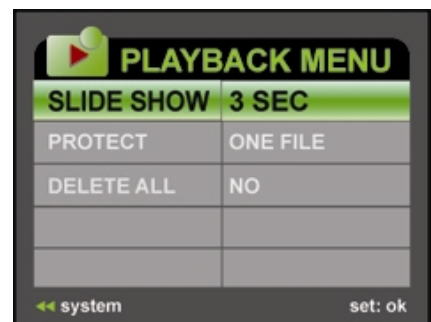 PLAYBACK MENU
SLIDE SHOW 3 SEC
PROTECT ONE FILE
DELETE ALL NO
system set: ok